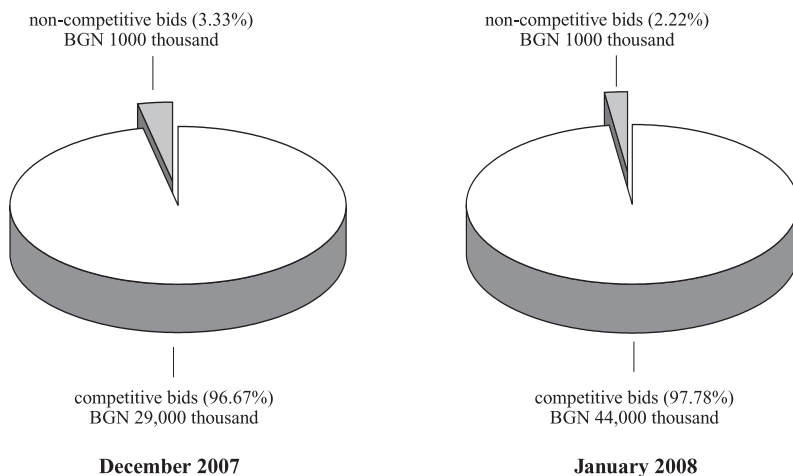 non-competitive bids (3.33%)
BGN 1000 thousand
competitive bids (96.67%)
BGN 29,000 thousand
December 2007
non-competitive bids (2.22%)
BGN 1000 thousand
competitive bids (97.78%)
BGN 44,000 thousand
January 2008